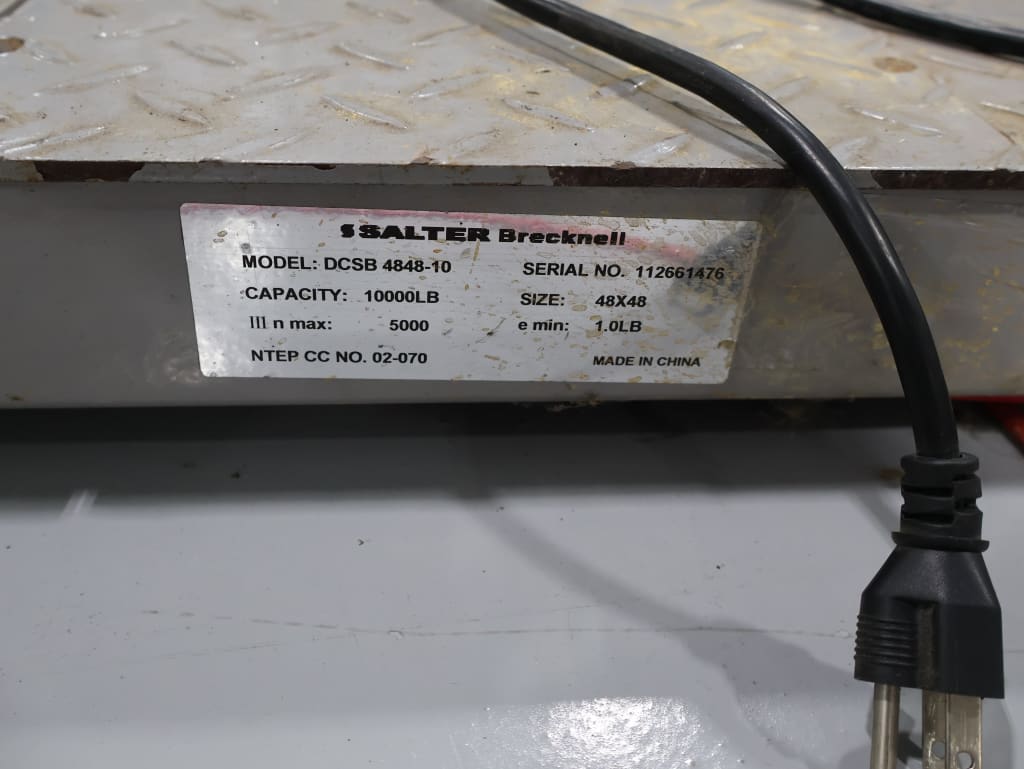 SALTER Brecknell
MODEL: DCSB 4848-10 SERIAL NO. 112661476
CAPACITY: 10000LB SIZE: 48X48
III n max: 5000 e min: 1.0LB
NTEP CC NO. 02-070 MADE IN CHINA